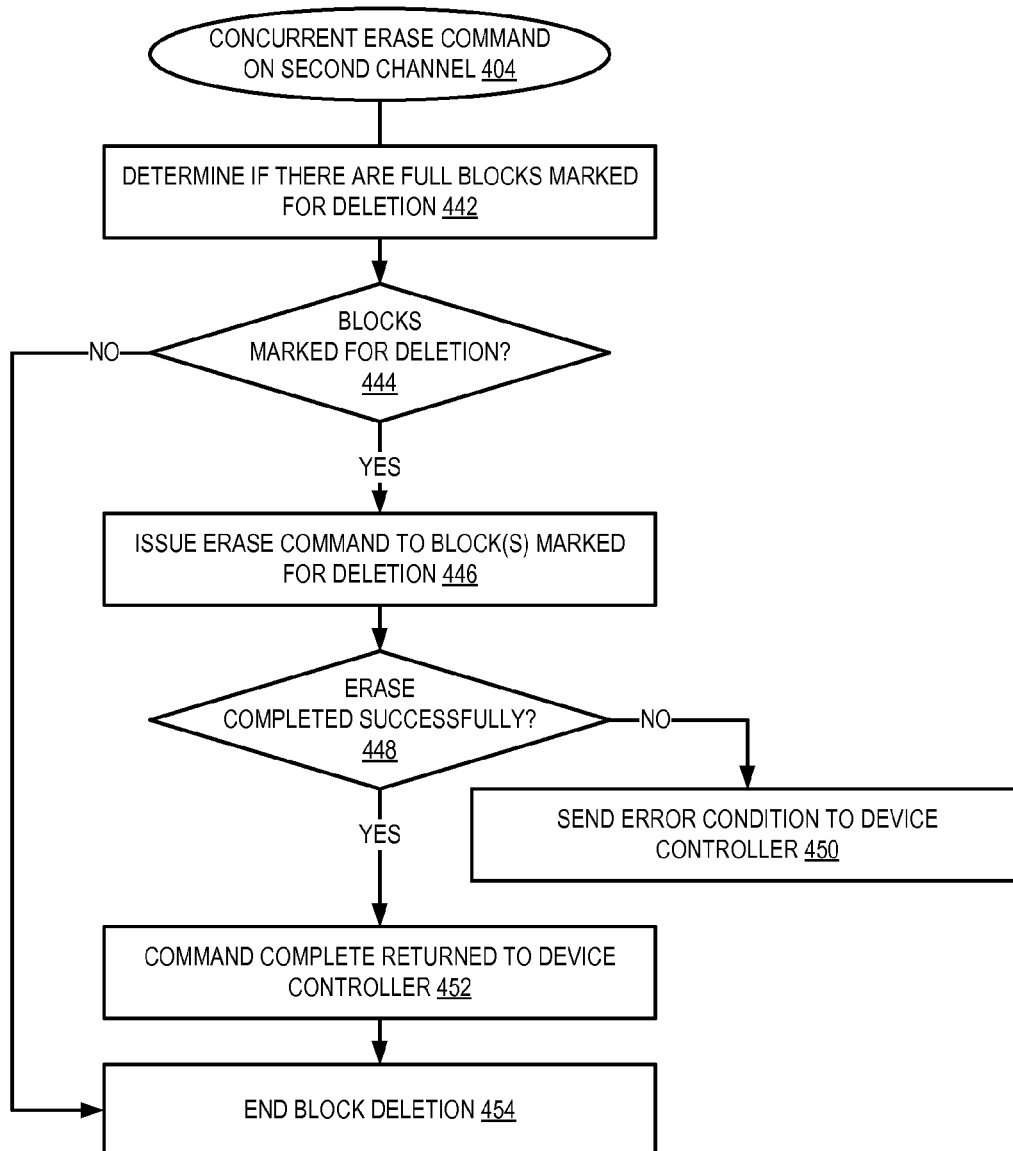 CONCURRENT ERASE COMMAND
ON SECOND CHANNEL 404
DETERMINE IF THERE ARE FULL BLOCKS MARKED
FOR DELETION 442
BLOCKS
MARKED FOR DELETION?
444
NO
YES
ISSUE ERASE COMMAND TO BLOCK(S) MARKED
FOR DELETION 446
ERASE
COMPLETED SUCCESSFULLY?
448
NO
SEND ERROR CONDITION TO DEVICE
CONTROLLER 450
YES
COMMAND COMPLETE RETURNED TO DEVICE
CONTROLLER 452
END BLOCK DELETION 454